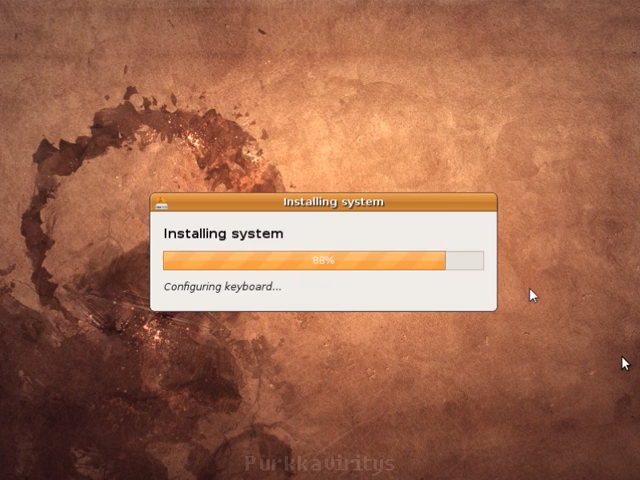 Installing system
Installing system
88%
Configuring keyboard...
Purkkaviritys